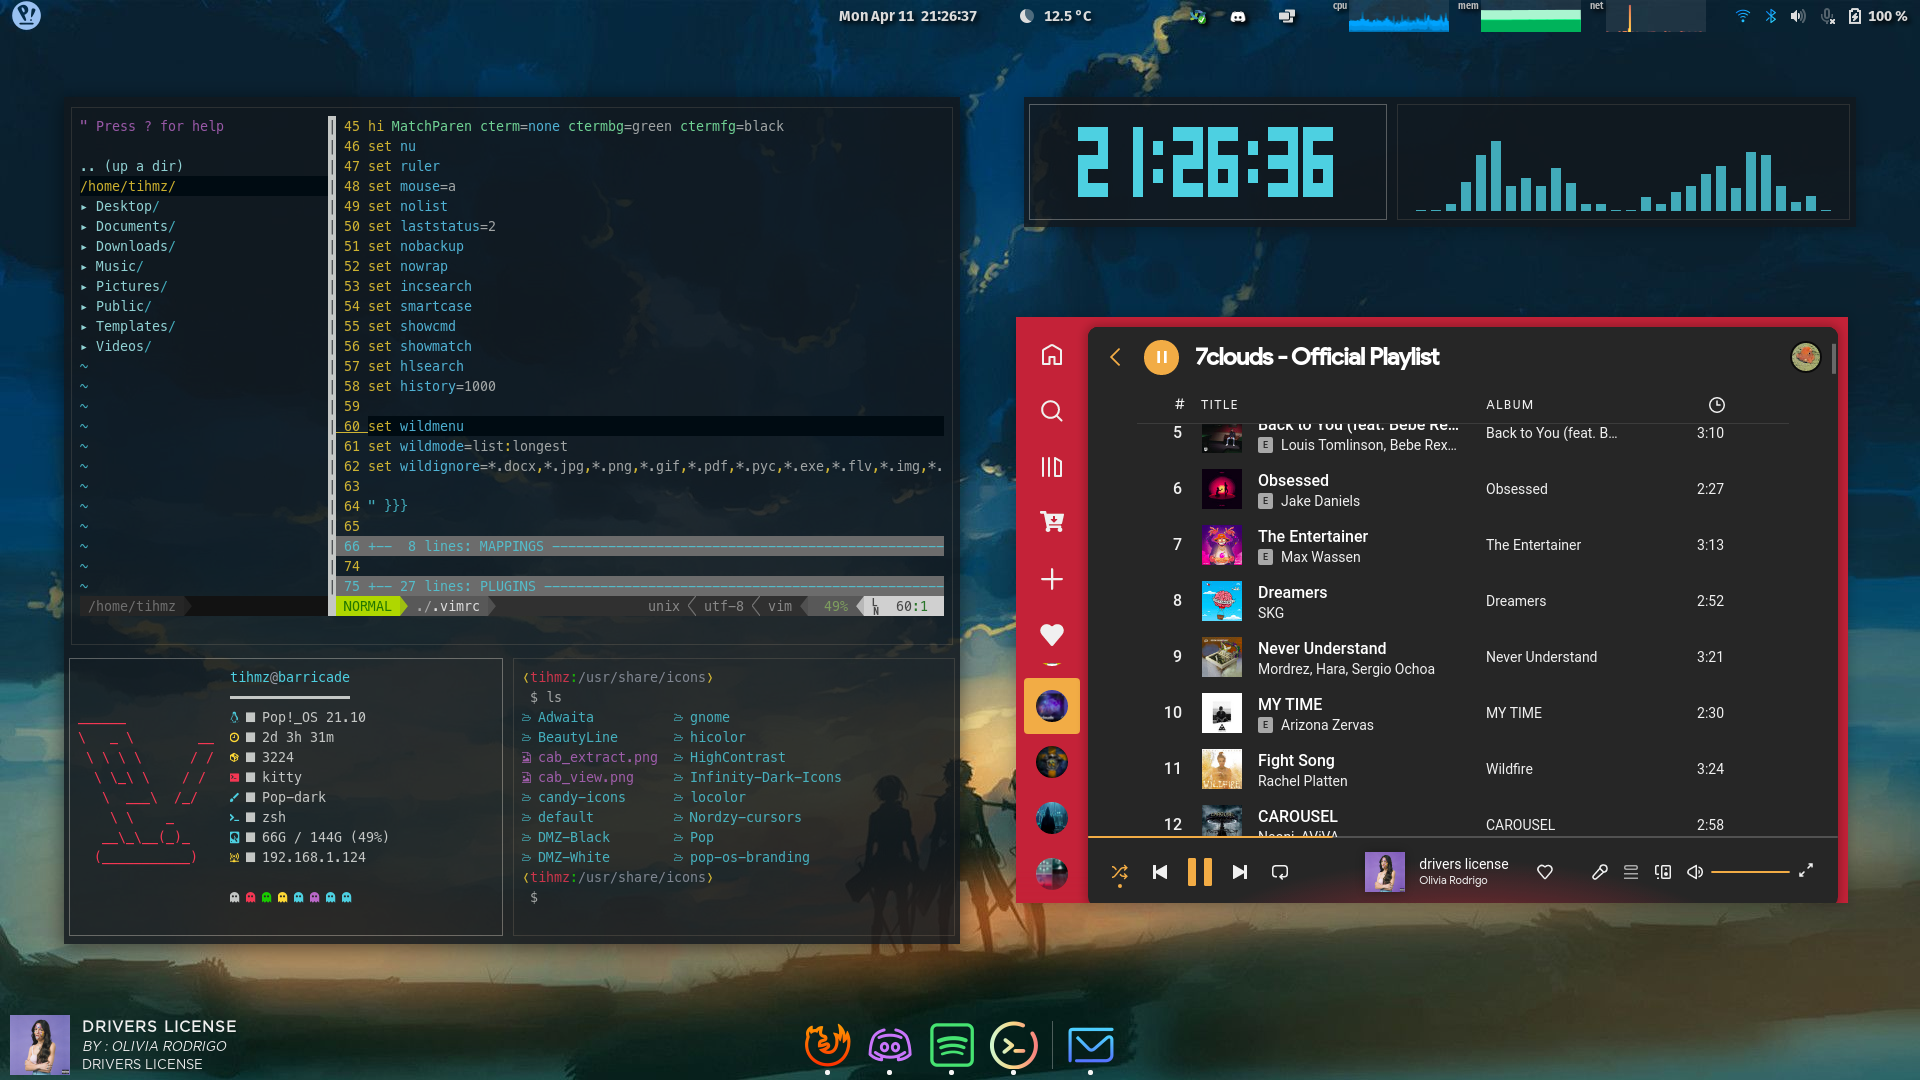 Mon Apr 11 21:26:37
12.5 °C
cpu
mem
net
100 %
" Press ? for help
.. (up a dir)
/home/tihmz/
▸ Desktop/
▸ Documents/
▸ Downloads/
▸ Music/
▸ Pictures/
▸ Public/
▸ Templates/
▸ Videos/
~
~
~
~
~
~
~
~
~
~
~
~
/home/tihmz
45 hi MatchParen cterm=none ctermbg=green ctermfg=black
46 set nu
47 set ruler
48 set mouse=a
49 set nolist
50 set laststatus=2
51 set nobackup
52 set nowrap
53 set incsearch
54 set smartcase
55 set showcmd
56 set showmatch
57 set hlsearch
58 set history=1000
59
60 set wildmenu
61 set wildmode=list:longest
62 set wildignore=*.docx,*.jpg,*.png,*.gif,*.pdf,*.pyc,*.exe,*.flv,*.img,*.
63
64 " }}}
65
66 +-- 8 lines: MAPPINGS --------------------------------------------------
74
75 +-- 27 lines: PLUGINS --------------------------------------------------
NORMAL ./.vimrc unix utf-8 vim 49% LN 60:1
tihmz@barricade
Pop!_OS 21.10
2d 3h 31m
3224
kitty
Pop-dark
zsh
66G / 144G (49%)
192.168.1.124
(tihmz:/usr/share/icons)
$ ls
Adwaita gnome
BeautyLine hicolor
cab_extract.png HighContrast
cab_view.png Infinity-Dark-Icons
candy-icons locolor
default Nordzy-cursors
DMZ-Black Pop
DMZ-White pop-os-branding
(tihmz:/usr/share/icons)
$
21:26:36
7clouds - Official Playlist
# TITLE ALBUM
5 Back to You (feat. Bebe Re... Back to You (feat. B... 3:10
E Louis Tomlinson, Bebe Rex...
6 Obsessed Obsessed 2:27
E Jake Daniels
7 The Entertainer The Entertainer 3:13
E Max Wassen
8 Dreamers Dreamers 2:52
SKG
9 Never Understand Never Understand 3:21
Mordrez, Hara, Sergio Ochoa
10 MY TIME MY TIME 2:30
E Arizona Zervas
11 Fight Song Wildfire 3:24
Rachel Platten
12 CAROUSEL CAROUSEL 2:58
Neoni, AViVA
drivers license
Olivia Rodrigo
DRIVERS LICENSE
BY : OLIVIA RODRIGO
DRIVERS LICENSE